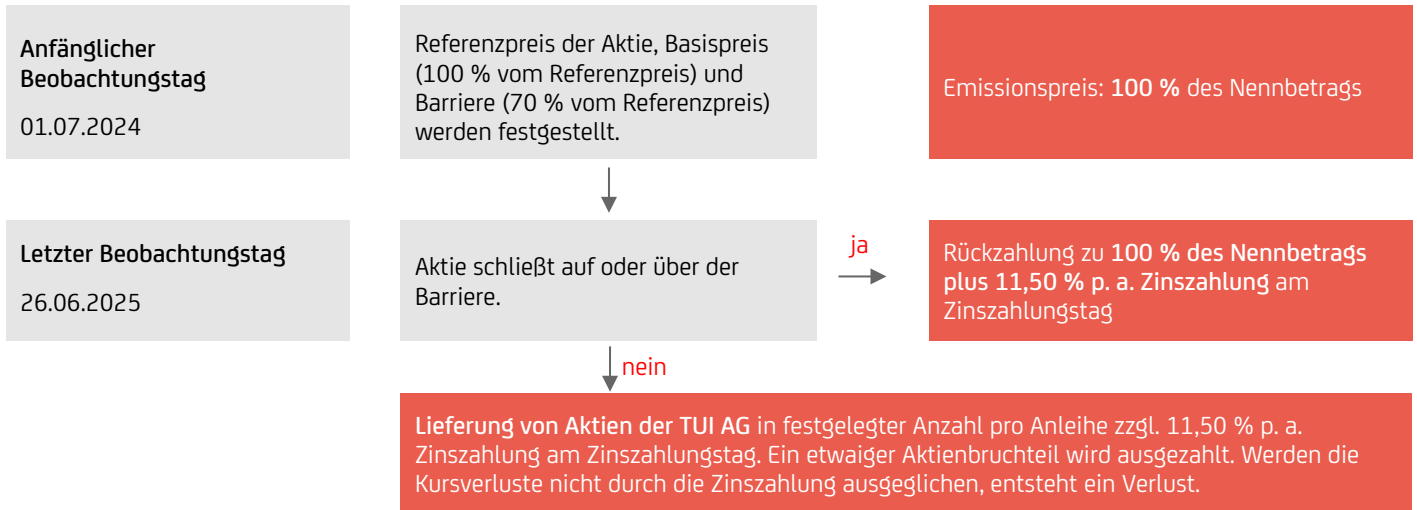 Anfänglicher
Beobachtungstag
01.07.2024
Referenzpreis der Aktie, Basispreis
(100 % vom Referenzpreis) und
Barriere (70 % vom Referenzpreis)
werden festgestellt.
Emissionspreis: 100 % des Nennbetrags
Letzter Beobachtungstag
26.06.2025
Aktie schließt auf oder über der
Barriere.
ja
Rückzahlung zu 100 % des Nennbetrags
plus 11,50 % p. a. Zinszahlung am
Zinszahlungstag
nein
Lieferung von Aktien der TUI AG in festgelegter Anzahl pro Anleihe zzgl. 11,50 % p. a.
Zinszahlung am Zinszahlungstag. Ein etwaiger Aktienbruchteil wird ausgezahlt. Werden die
Kursverluste nicht durch die Zinszahlung ausgeglichen, entsteht ein Verlust.